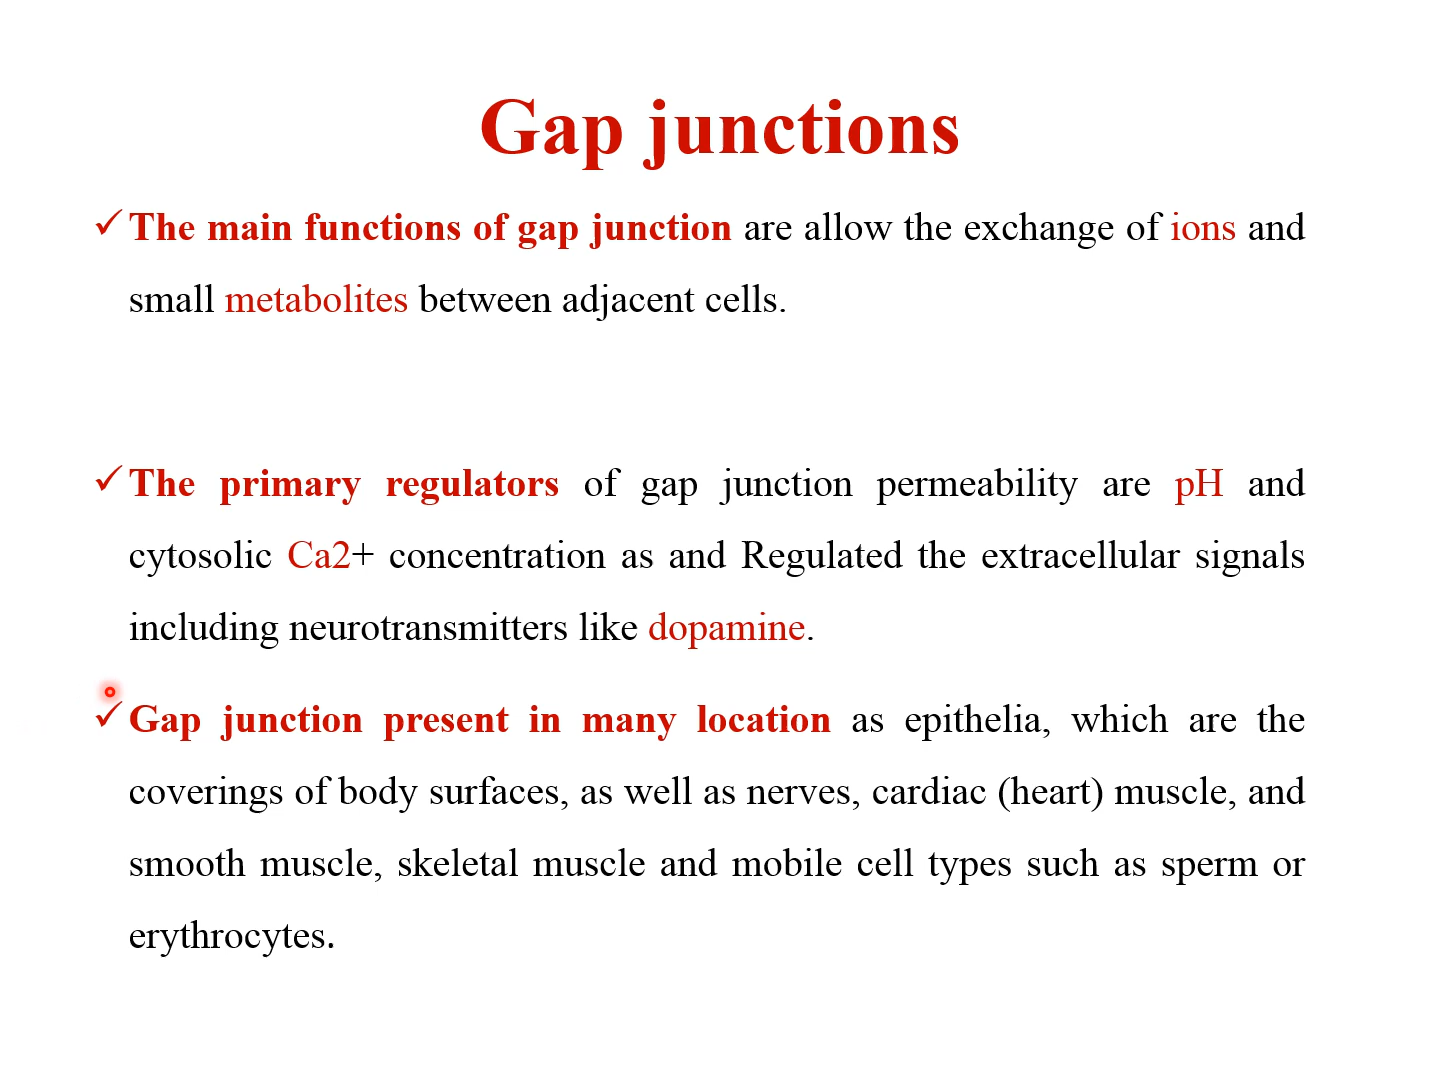 Gap junctions
✓The main functions of gap junction are allow the exchange of ions and
small metabolites between adjacent cells.
✓The primary regulators of gap junction permeability are pH and
cytosolic Ca2+ concentration as and Regulated the extracellular signals
including neurotransmitters like dopamine.
✓Gap junction present in many location as epithelia, which are the
coverings of body surfaces, as well as nerves, cardiac (heart) muscle, and
smooth muscle, skeletal muscle and mobile cell types such as sperm or
erythrocytes.